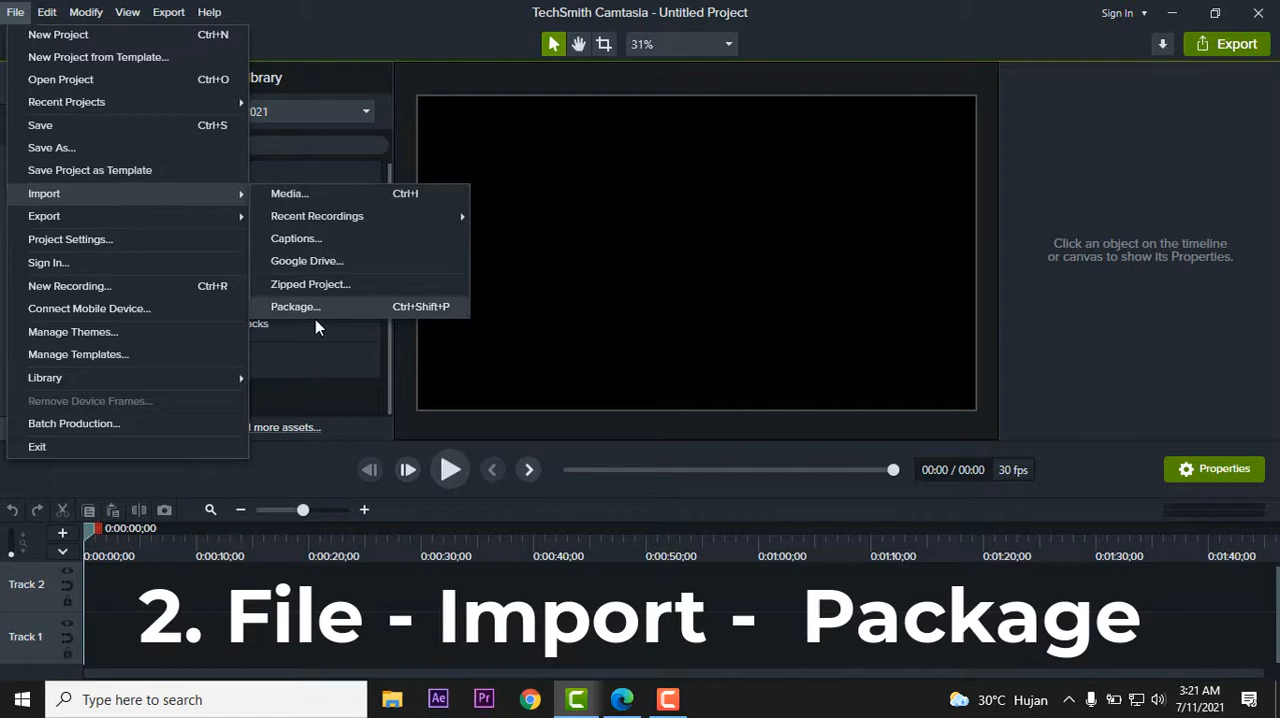 File Edit Modify View Export Help
TechSmith Camtasia - Untitled Project
Sign In
31%
Export
New Project Ctrl+N
New Project from Template...
Open Project Ctrl+O
Recent Projects
Save Ctrl+S
Save As...
Save Project as Template
Import
Export
Project Settings...
Sign In...
New Recording... Ctrl+R
Connect Mobile Device...
Manage Themes...
Manage Templates...
Library
Remove Device Frames...
Batch Production...
Exit
brary
021
Media... Ctrl+I
Recent Recordings
Captions...
Google Drive...
Zipped Project...
Package... Ctrl+Shift+P
acks
l more assets...
Click an object on the timeline
or canvas to show its Properties.
00:00 / 00:00 30 fps
Properties
0:00:00;00
0:00:00;00 0:00:10;00 0:00:20;00 0:00:30;00 0:00:40;00 0:00:50;00 0:01:00;00 0:01:10;00 0:01:20;00 0:01:30;00 0:01:40;00
Track 2
Track 1
2. File - Import - Package
Type here to search
Ae
Pr
30°C Hujan
3:21 AM
7/11/2021